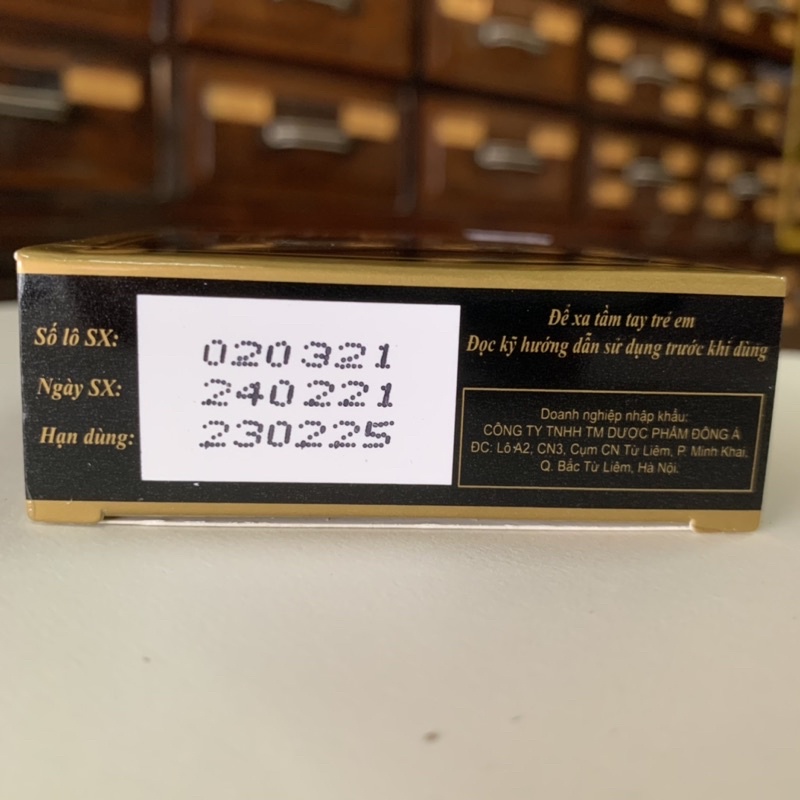 Số lô SX: 020321
Ngày SX: 240221
Hạn dùng: 230225
Để xa tầm tay trẻ em
Đọc kỹ hướng dẫn sử dụng trước khi dùng
Doanh nghiệp nhập khẩu:
CÔNG TY TNHH TM DƯỢC PHẨM ĐÔNG Á
ĐC: Lô A2, CN3, Cụm CN Từ Liêm, P. Minh Khai,
Q. Bắc Từ Liêm, Hà Nội.